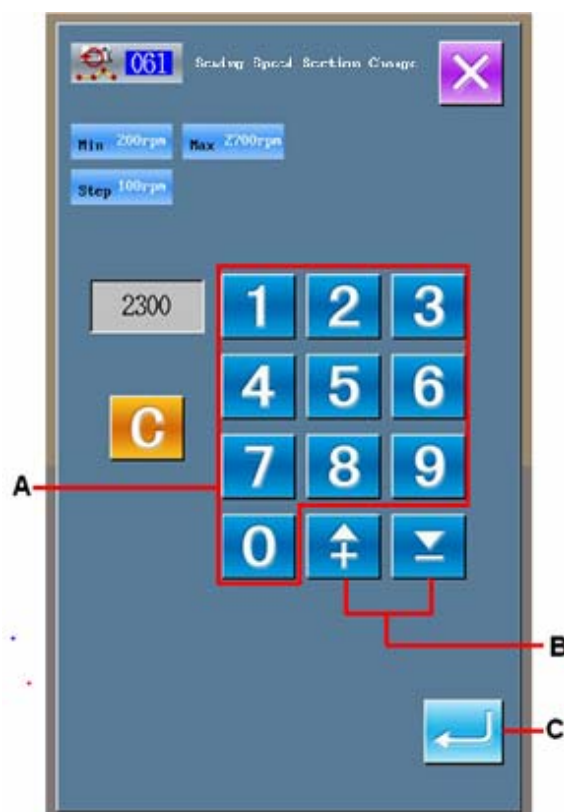 061 Sewing Speed Section Change
Min 200rpm Max 2700rpm
Step 100rpm
2300 1 2 3
4 5 6
C
7 8 9
A
0
B
C